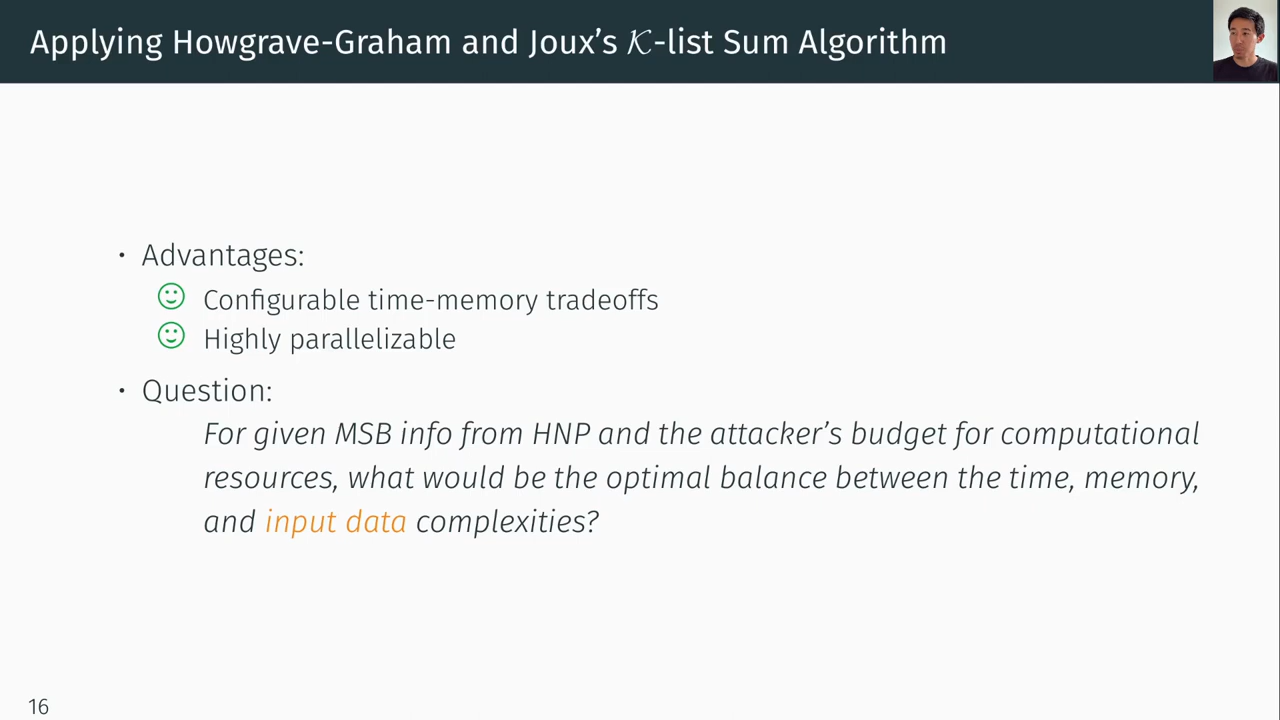 Applying Howgrave-Graham and Joux's 𝒦-list Sum Algorithm
• Advantages:
Configurable time-memory tradeoffs
Highly parallelizable
• Question:
For given MSB info from HNP and the attacker's budget for computational
resources, what would be the optimal balance between the time, memory,
and input data complexities?
16